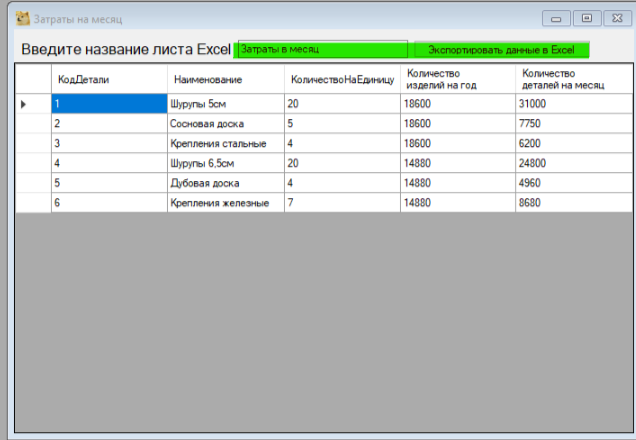 Затраты на месяц
Введите название листа Excel Затраты в месяц Экспортировать данные в Excel
КодДетали Наименование КоличествоНаЕдиницу Количество изделий на год Количество деталей на месяц
1 Шурупы 5см 20 18600 31000
2 Сосновая доска 5 18600 7750
3 Крепления стальные 4 18600 6200
4 Шурупы 6,5см 20 14880 24800
5 Дубовая доска 4 14880 4960
6 Крепления железные 7 14880 8680